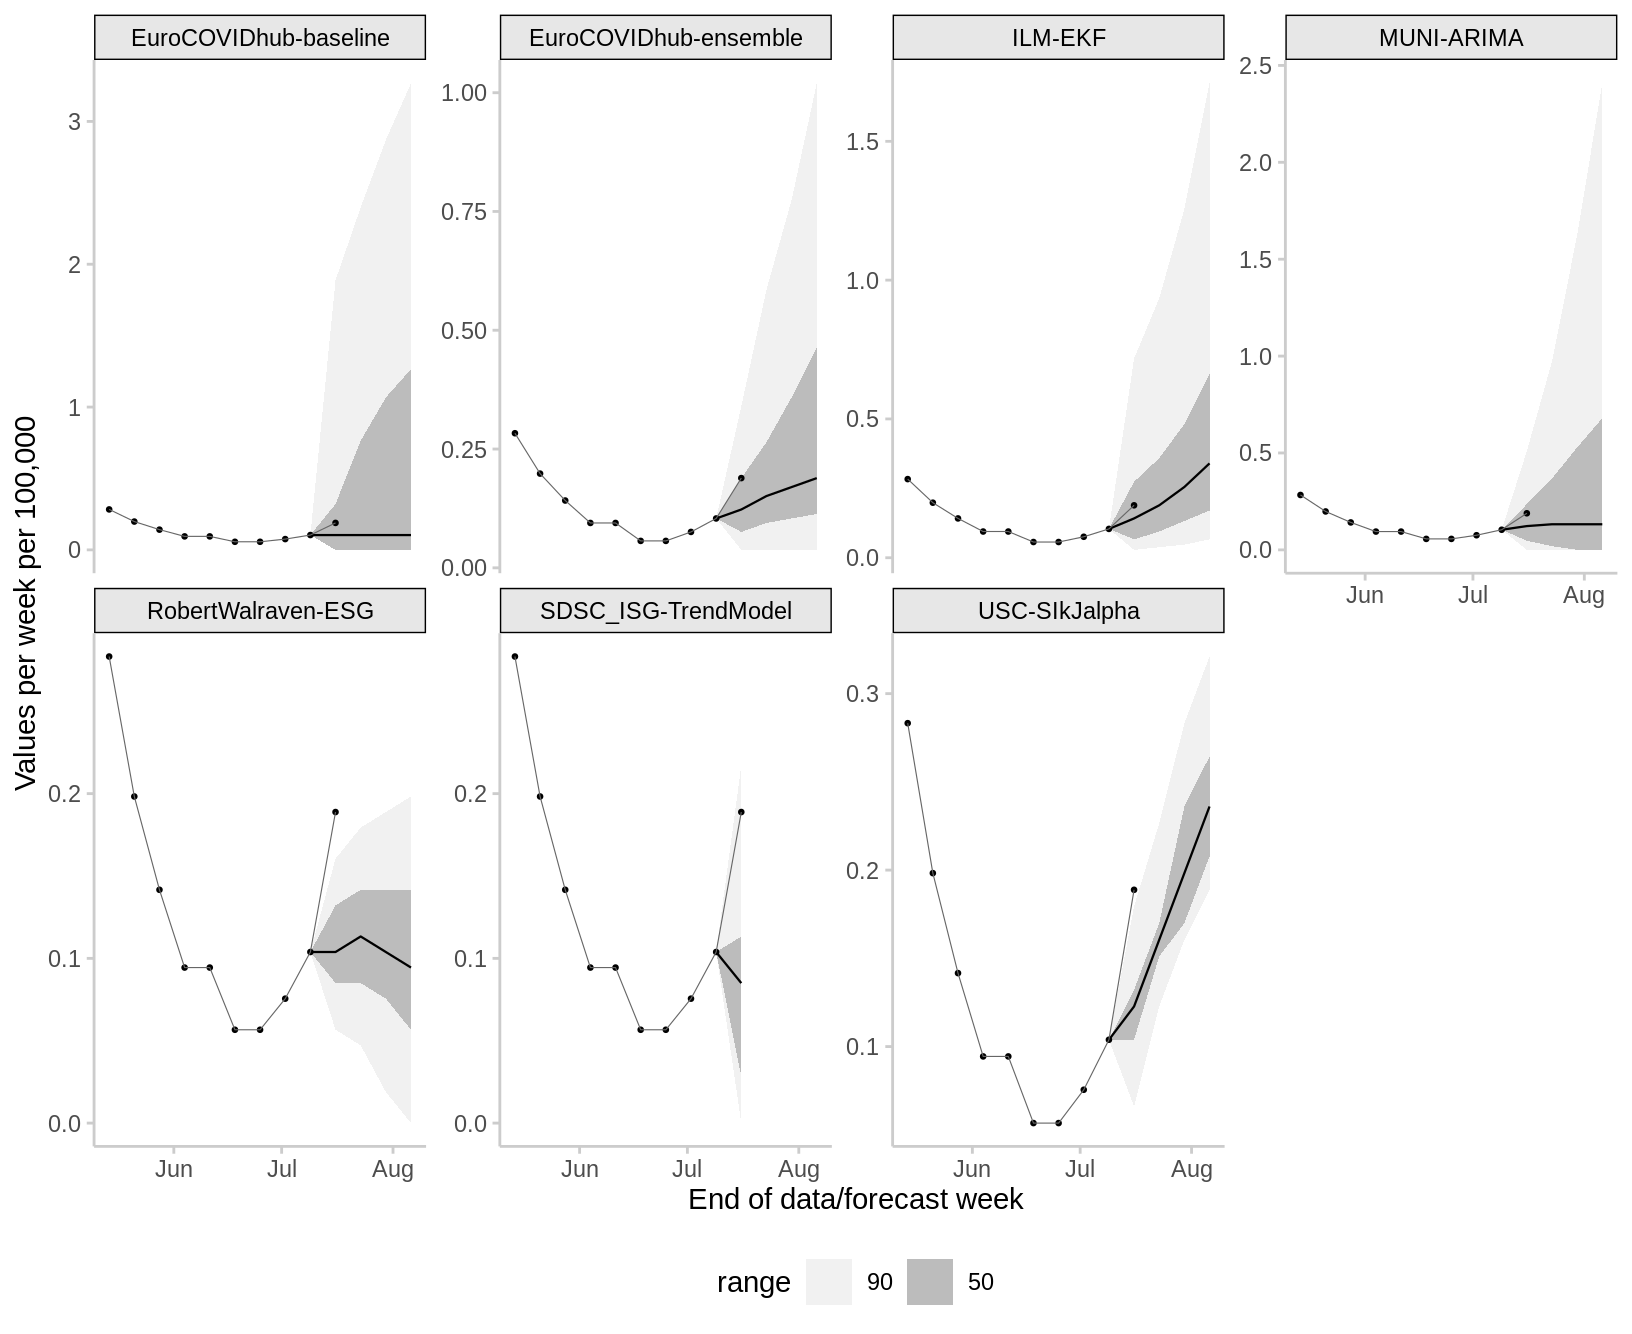 EuroCOVIDhub-baseline
EuroCOVIDhub-ensemble
ILM-EKF
MUNI-ARIMA
3
2
1
0
1.00
0.75
0.50
0.25
0.00
1.5
1.0
0.5
0.0
2.5
2.0
1.5
1.0
0.5
0.0
Jun Jul Aug
Values per week per 100,000
RobertWalraven-ESG
SDSC_ISG-TrendModel
USC-SIkJalpha
0.2
0.1
0.0
Jun Jul Aug
0.2
0.1
0.0
Jun Jul Aug
0.3
0.2
0.1
Jun Jul Aug
End of data/forecast week
range 90 50